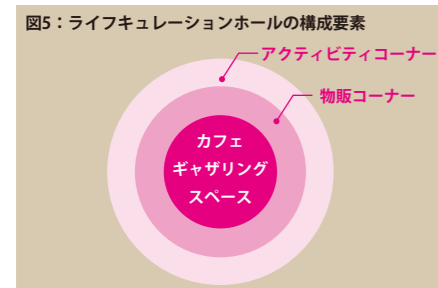 図5：ライフキュレーションホールの構成要素
アクティビティコーナー
物販コーナー
カフェ
ギャザリング
スペース